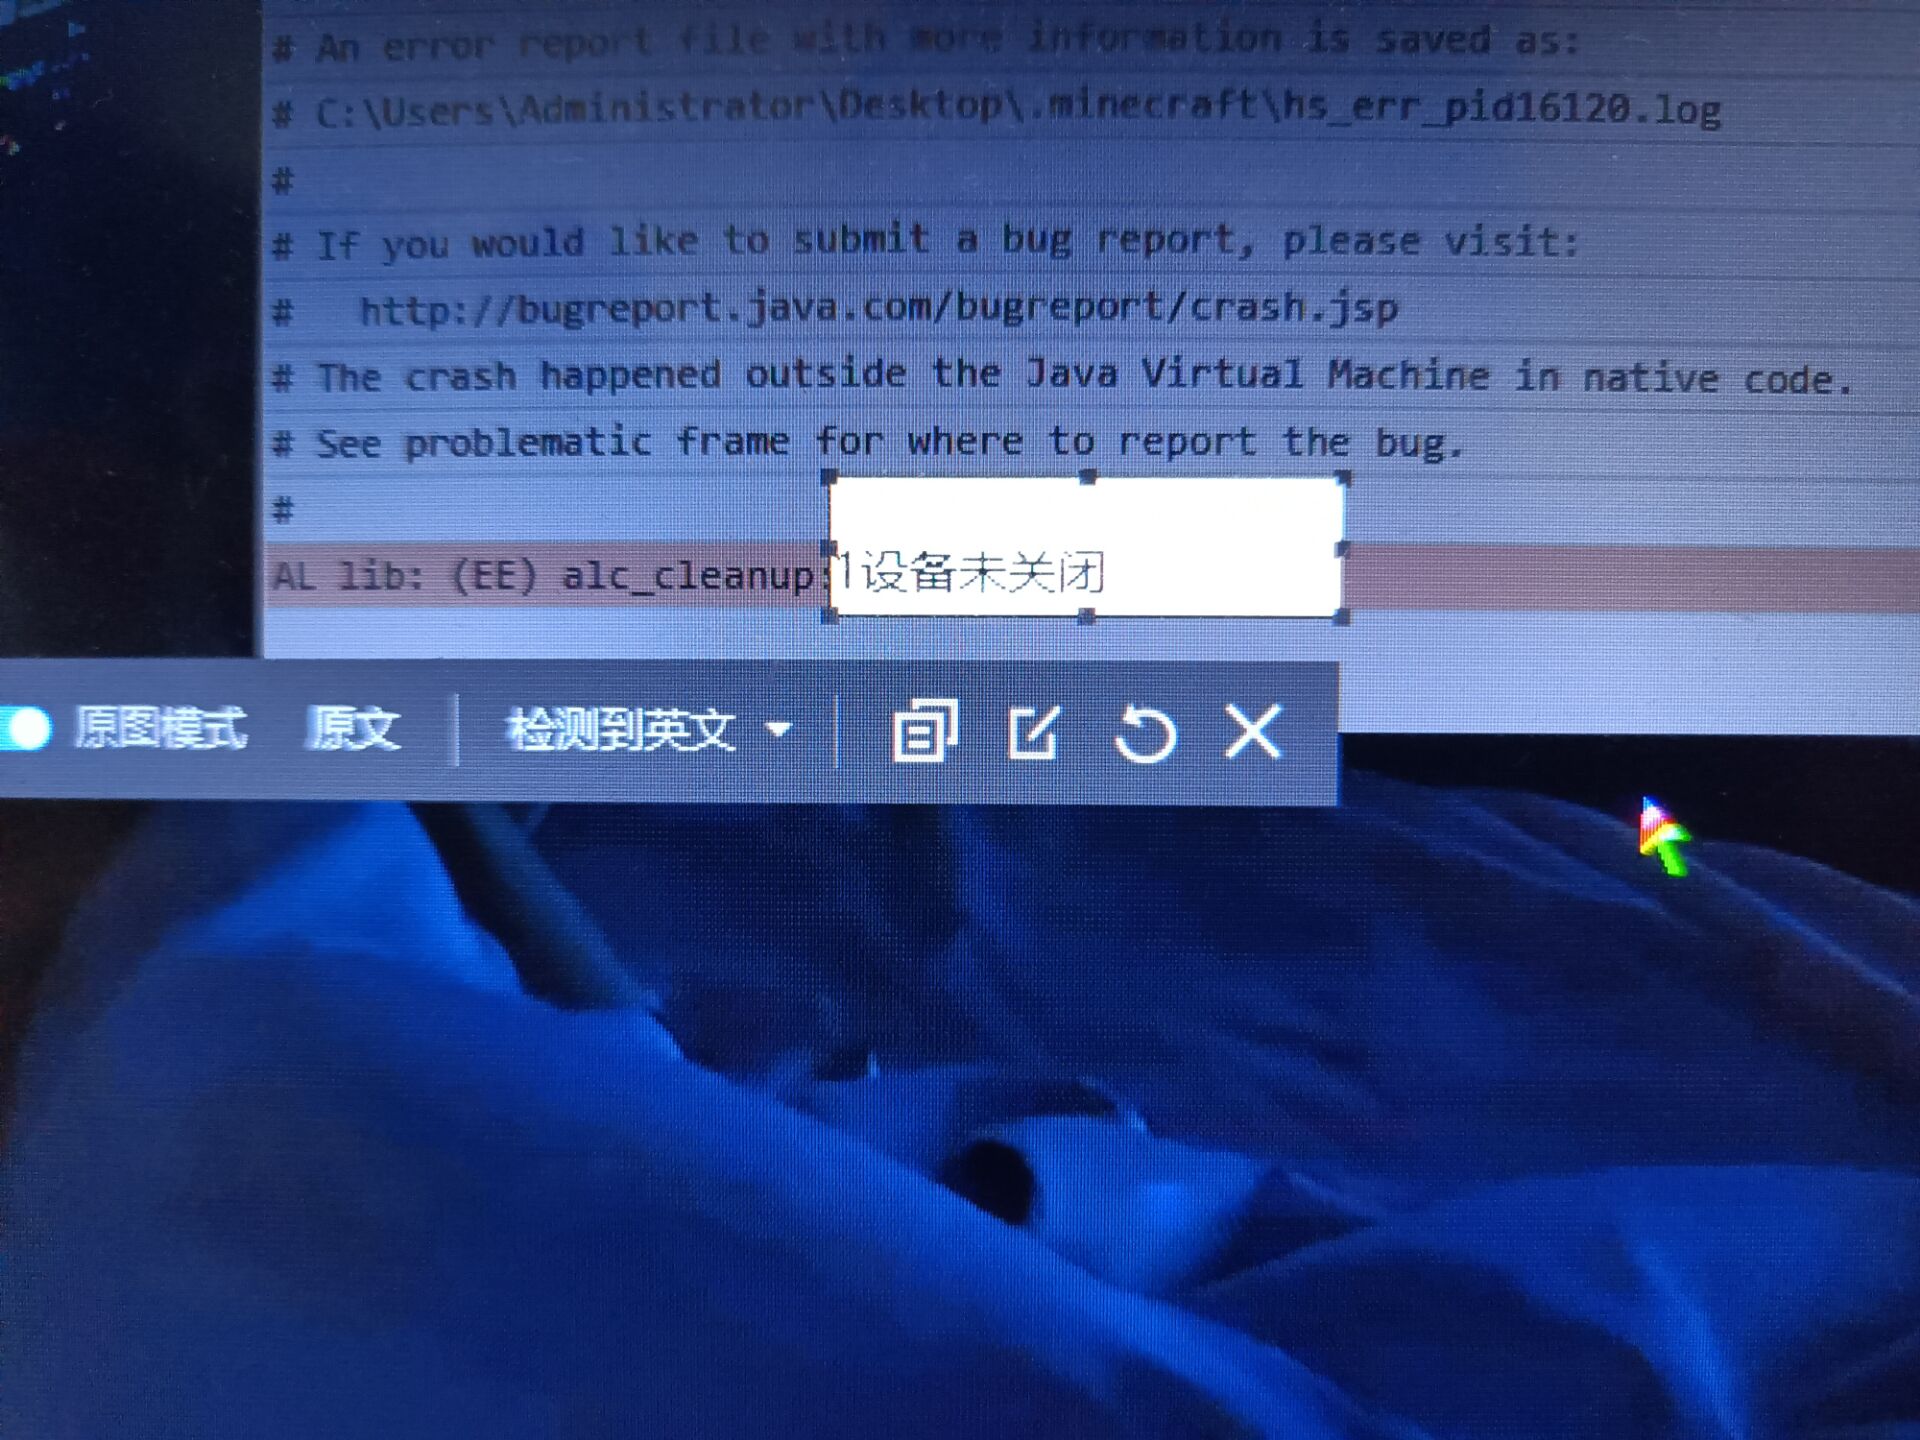 # An error report file with more information is saved as:
# C:\Users\Administrator\Desktop\.minecraft\hs_err_pid16120.log
#
# If you would like to submit a bug report, please visit:
#   http://bugreport.java.com/bugreport/crash.jsp
# The crash happened outside the Java Virtual Machine in native code.
# See problematic frame for where to report the bug.
#
AL lib: (EE) alc_cleanup:1设备未关闭
原图模式 原文 检测到英文